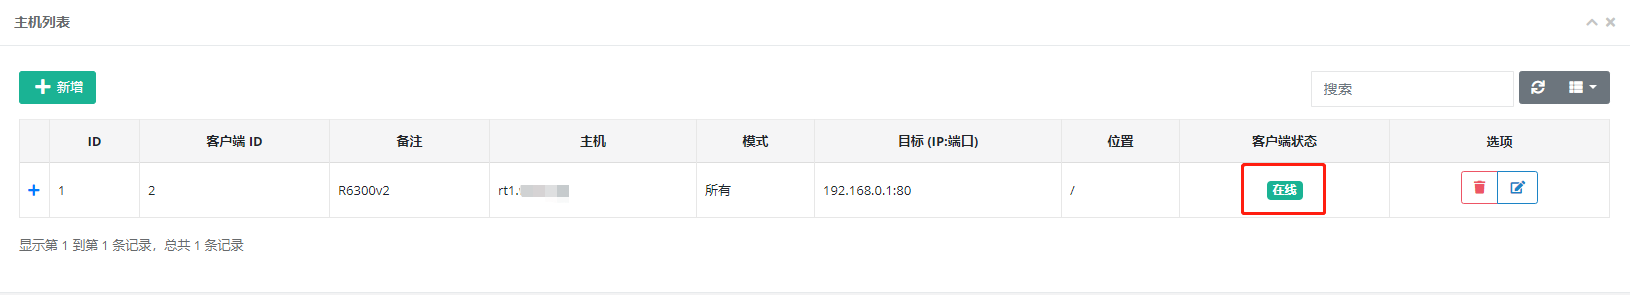 主机列表
新增
搜索
ID 客户端 ID 备注 主机 模式 目标 (IP:端口) 位置 客户端状态 选项
1 2 R6300v2 rt1. 所有 192.168.0.1:80 / 在线
显示第 1 到第 1 条记录，总共 1 条记录